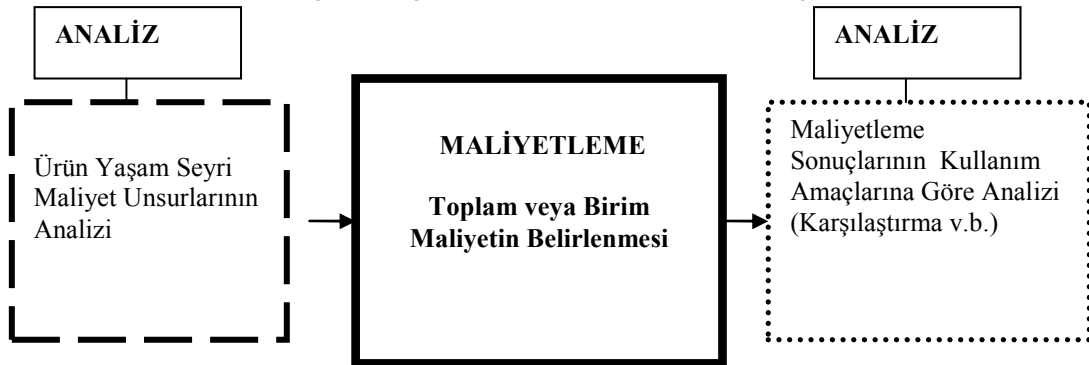 ANALİZ
Ürün Yaşam Seyri
Maliyet Unsurlarının
Analizi
MALİYETLEME
Toplam veya Birim
Maliyetin Belirlenmesi
ANALİZ
Maliyetleme
Sonuçlarının Kullanım
Amaçlarına Göre Analizi
(Karşılaştırma v.b.)